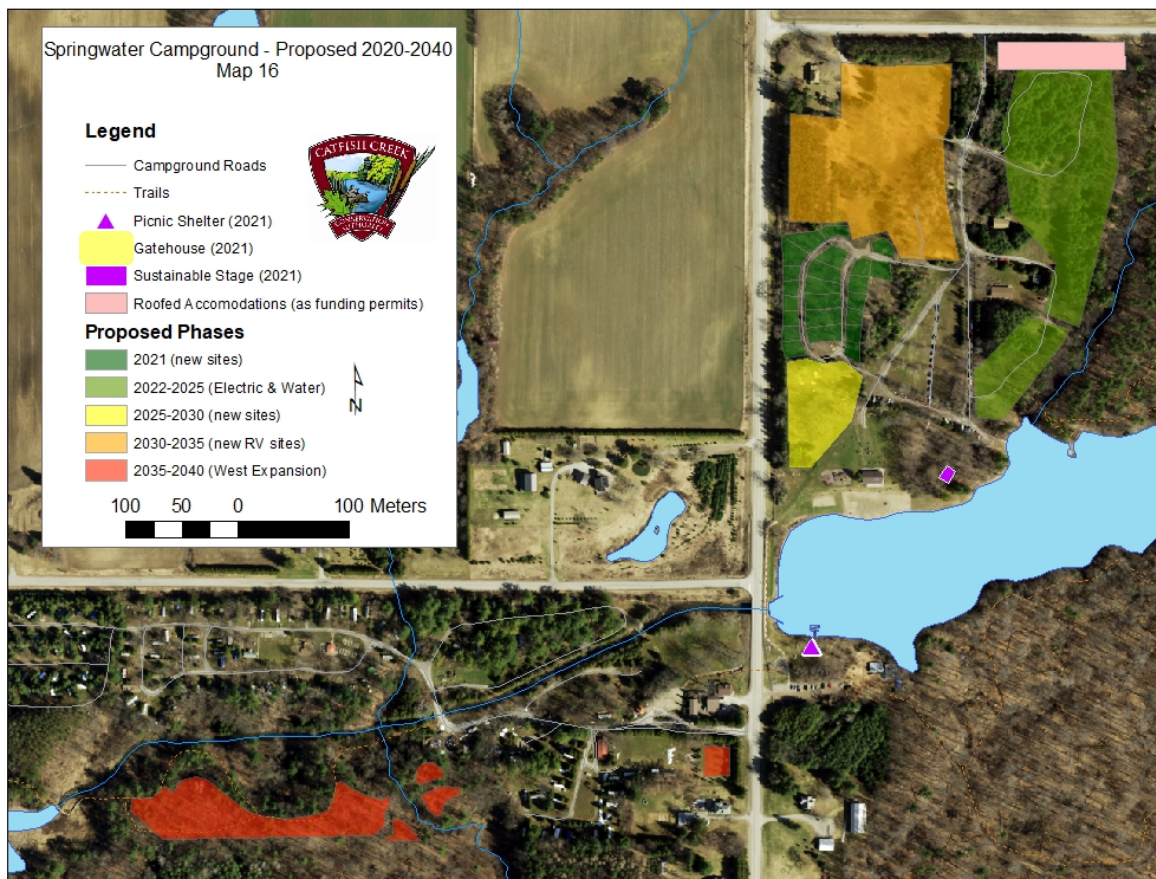 Springwater Campground - Proposed 2020-2040
Map 16
Legend
Campground Roads
Trails
Picnic Shelter (2021)
Gatehouse (2021)
Sustainable Stage (2021)
Roofed Accomodations (as funding permits)
CATFISH CREEK
CONSERVATION
AUTHORITY
Proposed Phases
2021 (new sites)
2022-2025 (Electric & Water)
2025-2030 (new sites)
2030-2035 (new RV sites)
2035-2040 (West Expansion)
N
100 50 0 100 Meters